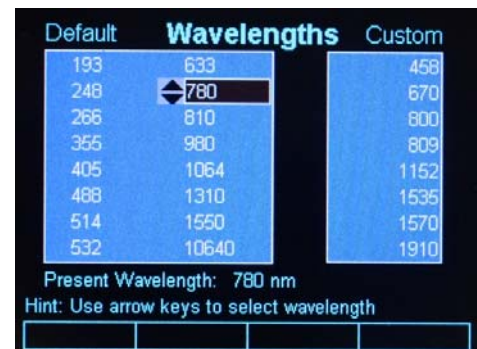 Default Wavelengths Custom
193 633 458
248 780 670
266 810 800
355 980 809
405 1064 1152
488 1310 1535
514 1550 1570
532 10640 1910
Present Wavelength: 780 nm
Hint: Use arrow keys to select wavelength